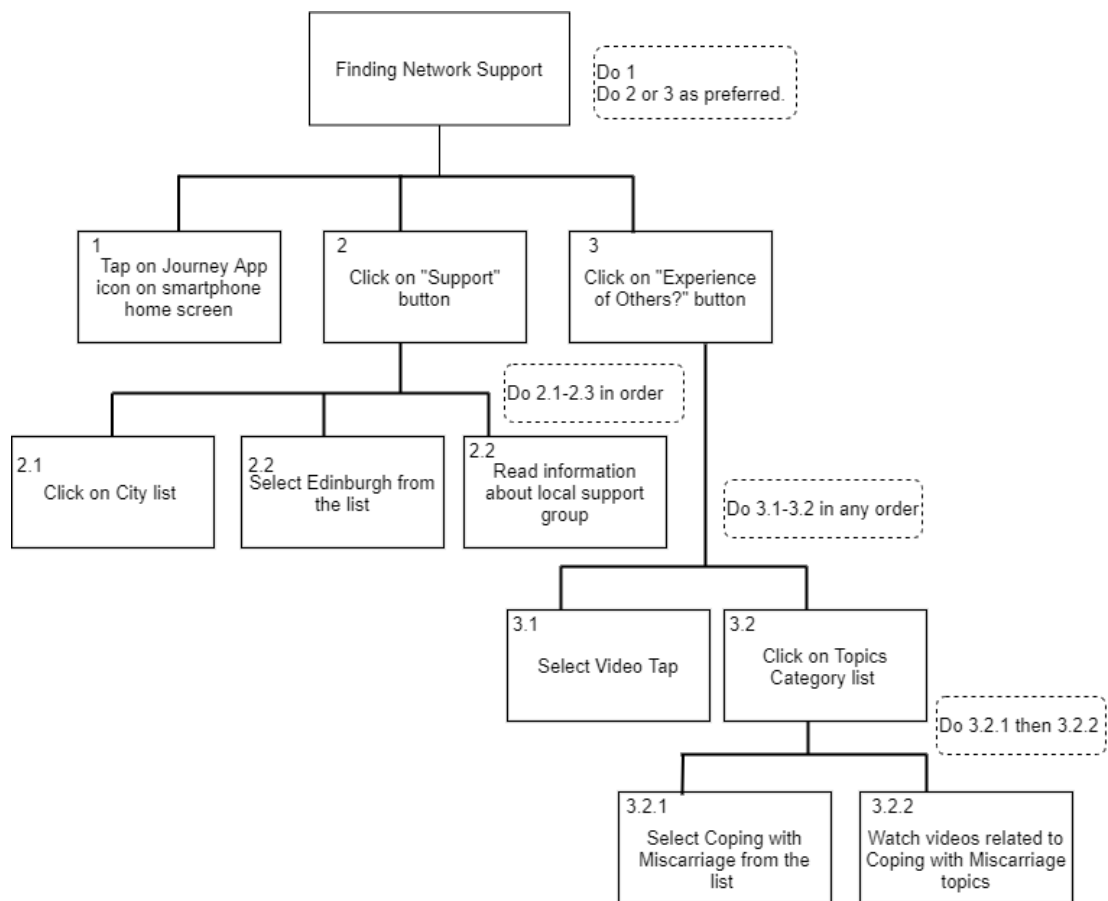 Finding Network Support
Do 1
Do 2 or 3 as preferred.
1
Tap on Journey App
icon on smartphone
home screen
2
Click on "Support"
button
3
Click on "Experience
of Others?" button
Do 2.1-2.3 in order
2.1
Click on City list
2.2
Select Edinburgh from
the list
2.2
Read information
about local support
group
Do 3.1-3.2 in any order
3.1
Select Video Tap
3.2
Click on Topics
Category list
Do 3.2.1 then 3.2.2
3.2.1
Select Coping with
Miscarriage from the
list
3.2.2
Watch videos related to
Coping with Miscarriage
topics